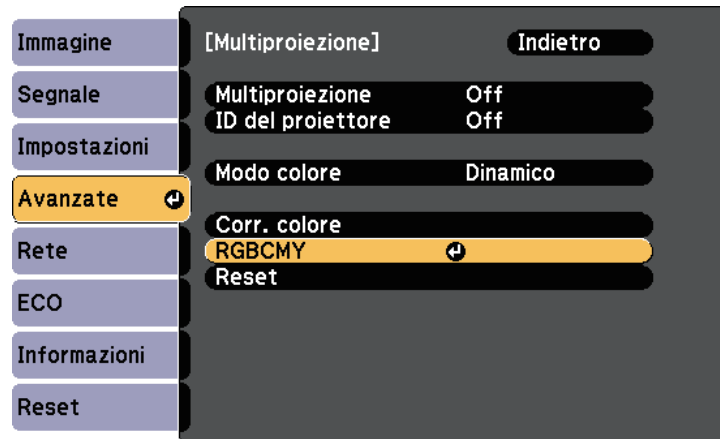 Immagine
Segnale
Impostazioni
Avanzate
Rete
ECO
Informazioni
Reset
[Multiproiezione] Indietro
Multiproiezione Off
ID del proiettore Off
Modo colore Dinamico
Corr. colore
RGBCMY
Reset